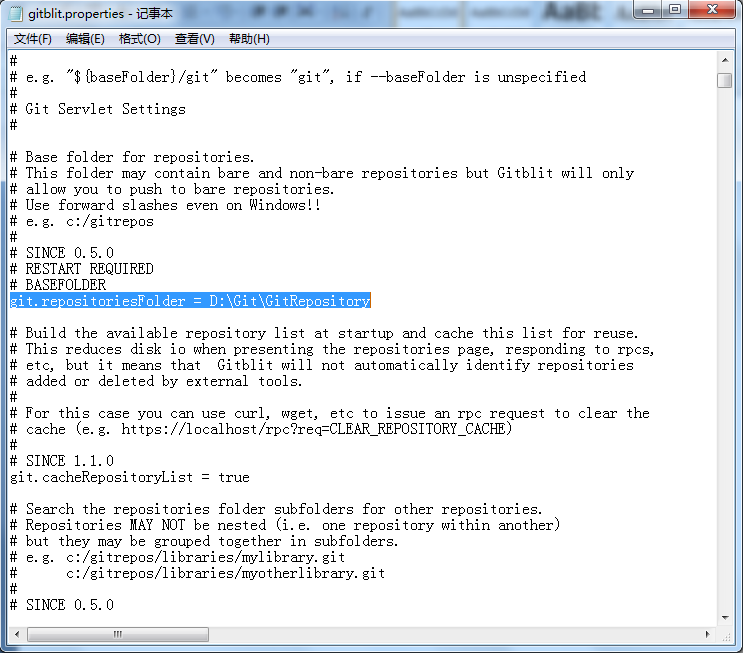 gitblit.properties - 记事本
文件(F) 编辑(E) 格式(O) 查看(V) 帮助(H)
#
# e.g. "${baseFolder}/git" becomes "git", if --baseFolder is unspecified
#
# Git Servlet Settings
#
# Base folder for repositories.
# This folder may contain bare and non-bare repositories but Gitblit will only
# allow you to push to bare repositories.
# Use forward slashes even on Windows!!
# e.g. c:/gitrepos
#
# SINCE 0.5.0
# RESTART REQUIRED
# BASEFOLDER
git.repositoriesFolder = D:\Git\GitRepository
# Build the available repository list at startup and cache this list for reuse.
# This reduces disk io when presenting the repositories page, responding to rpcs,
# etc, but it means that  Gitblit will not automatically identify repositories
# added or deleted by external tools.
#
# For this case you can use curl, wget, etc to issue an rpc request to clear the
# cache (e.g. https://localhost/rpc?req=CLEAR_REPOSITORY_CACHE)
#
# SINCE 1.1.0
git.cacheRepositoryList = true
# Search the repositories folder subfolders for other repositories.
# Repositories MAY NOT be nested (i.e. one repository within another)
# but they may be grouped together in subfolders.
# e.g. c:/gitrepos/libraries/mylibrary.git
#      c:/gitrepos/libraries/myotherlibrary.git
#
# SINCE 0.5.0